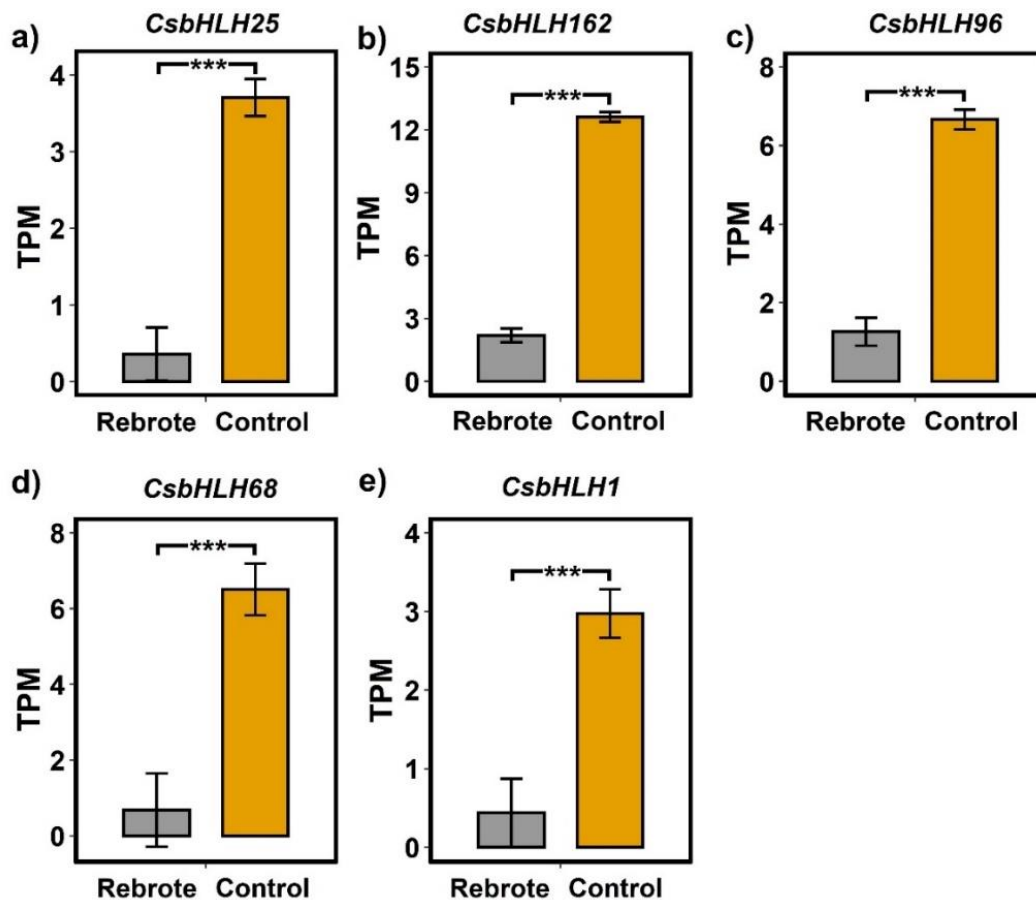 a) CsbHLH25
TPM
4
3
2
1
0
***
Rebrote Control
b) CsbHLH162
TPM
15
12
9
6
3
0
***
Rebrote Control
c) CsbHLH96
TPM
8
6
4
2
0
***
Rebrote Control
d) CsbHLH68
TPM
8
6
4
2
0
***
Rebrote Control
e) CsbHLH1
TPM
4
3
2
1
0
***
Rebrote Control